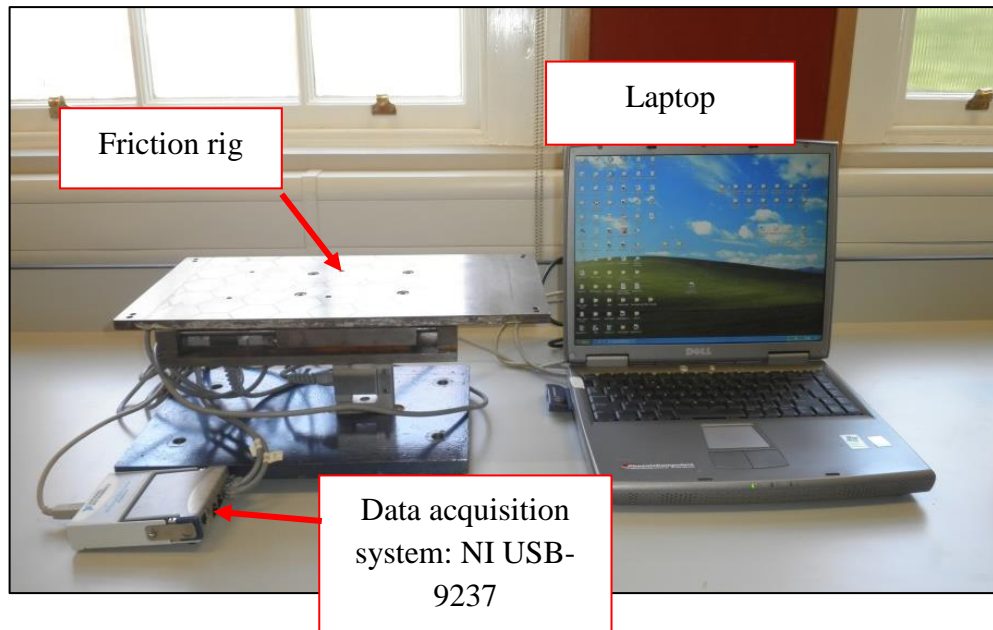 Laptop
Friction rig
DELL
Data acquisition
system: NI USB-
9237